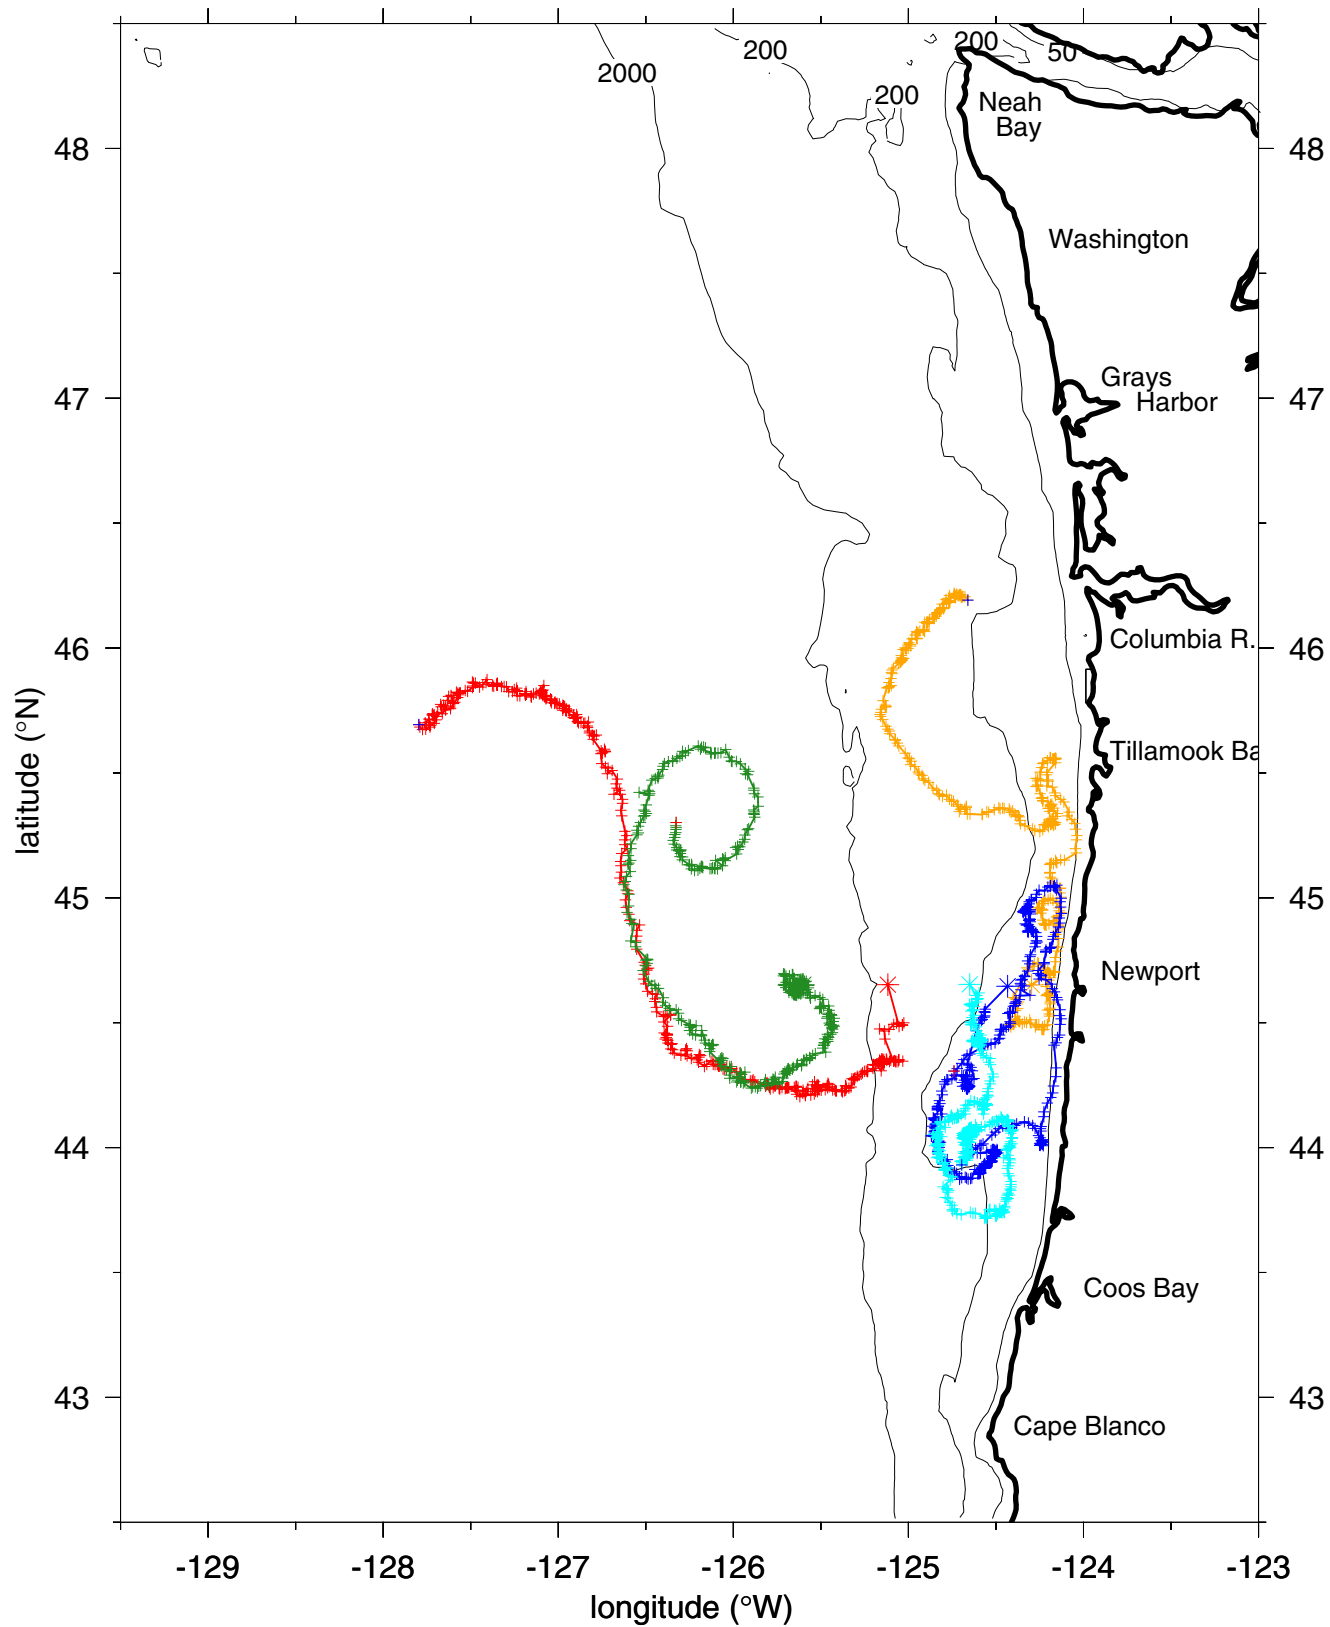 200
200
50
2000
200
Neah
Bay
48
48
Washington
Grays
Harbor
47
47
Columbia R.
46
46
Tillamook Ba
latitude (°N)
45
45
Newport
44
44
Coos Bay
43
43
Cape Blanco
-129
-128
-127
-126
-125
-124
-123
longitude (°W)